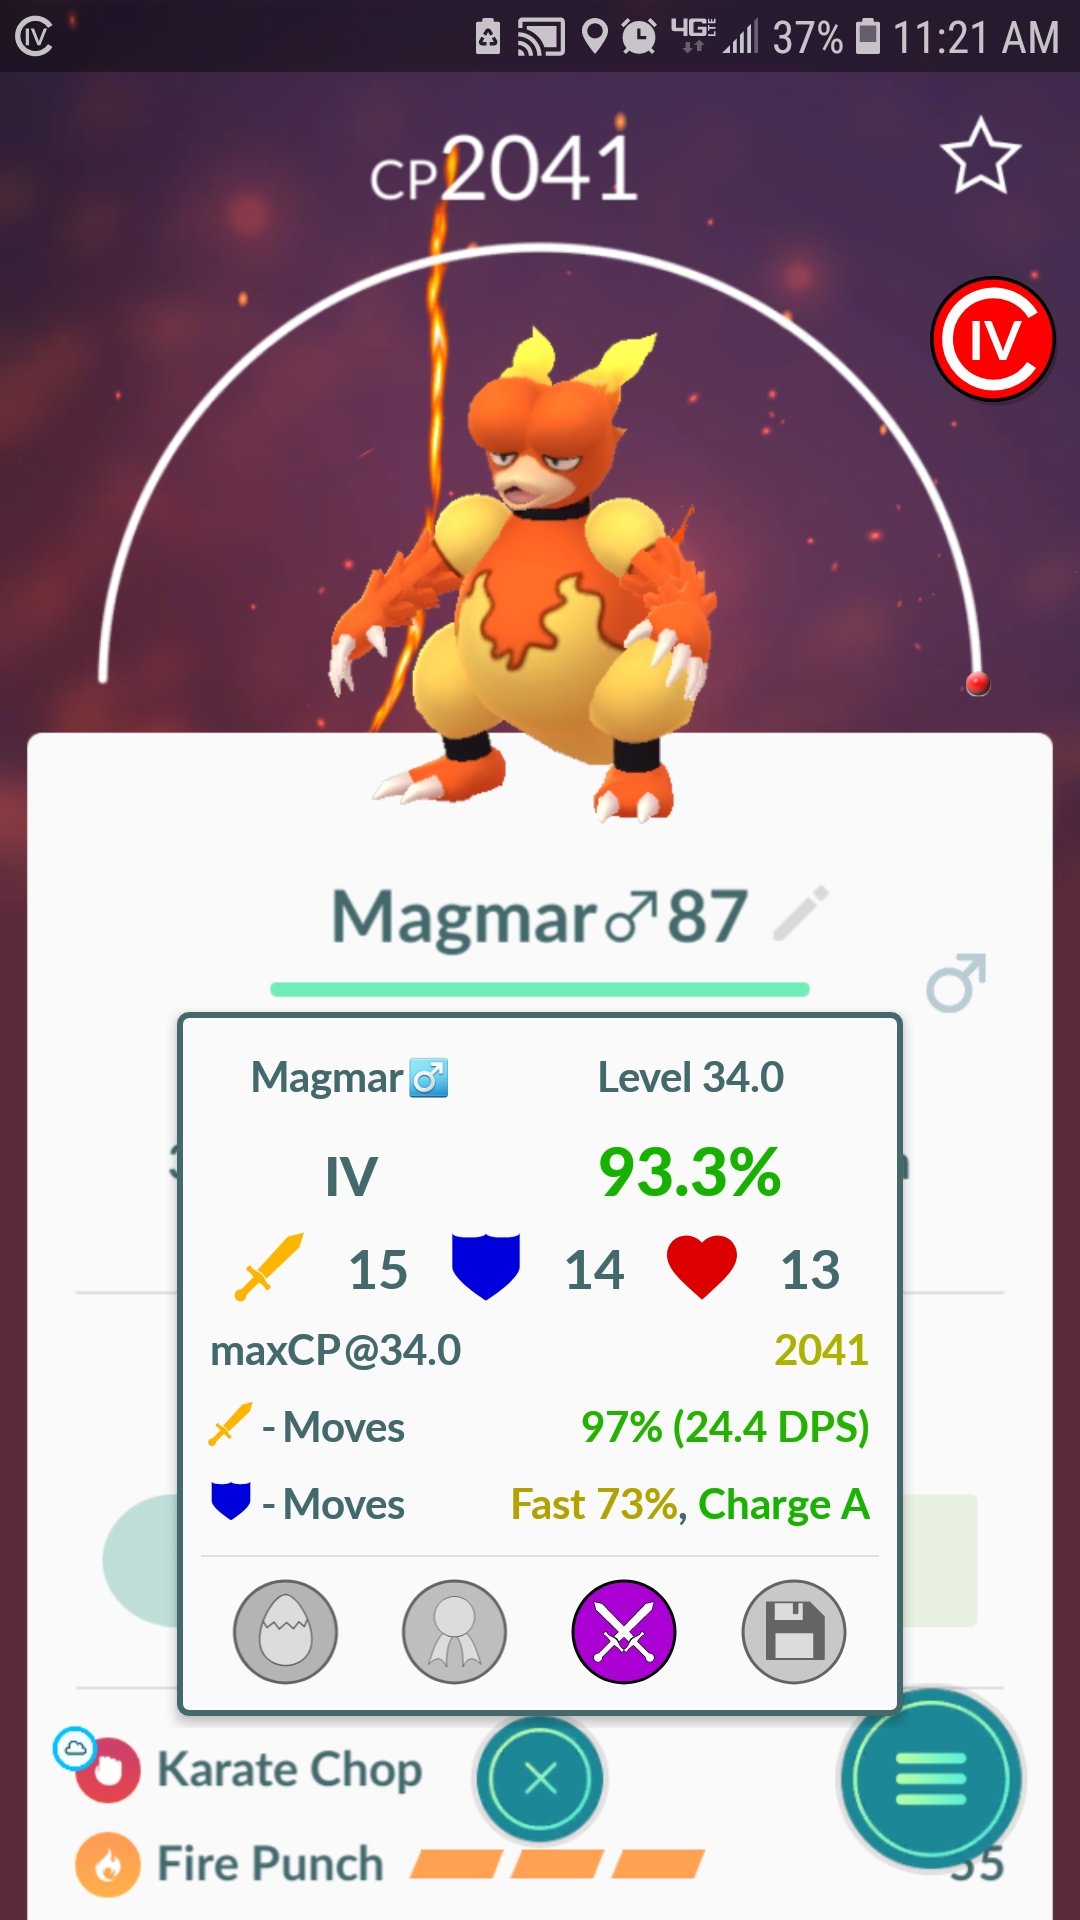 IV 4G LTE 37% 11:21 AM
CP2041
IV
Magmar♂87
Magmar♂ Level 34.0
IV 93.3%
15 14 13
maxCP@34.0 2041
- Moves 97% (24.4 DPS)
- Moves Fast 73%, Charge A
Karate Chop
Fire Punch 55